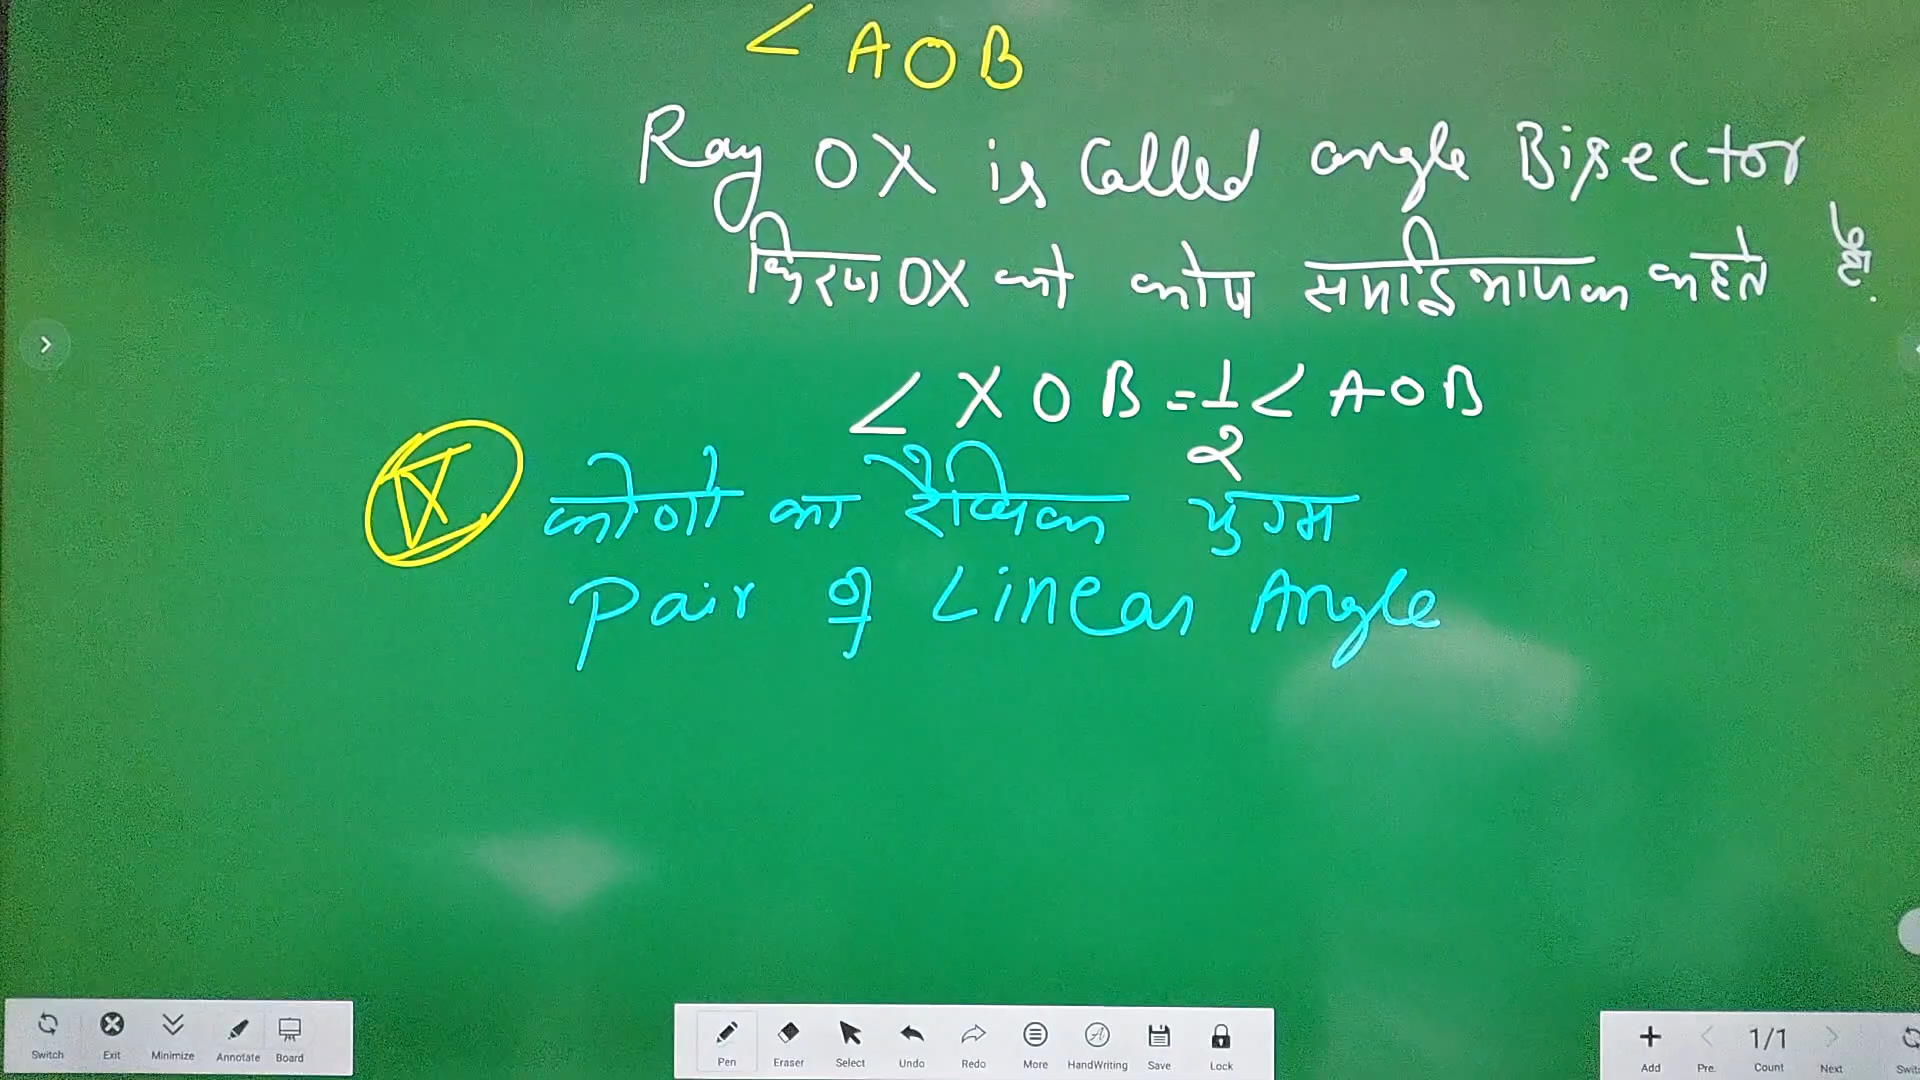 ∠ AOB
Ray OX is Called angle Bisector
किरण OX को कोण समद्विभाजक कहते है.
∠ XOB = 1/2 ∠ AOB
IX कोणो का रैखिक युग्म
Pair of Linear Angle
Switch Exit Minimize Annotate Board
Pen Eraser Select Undo Redo More HandWriting Save Lock
1/1
Add Pre. Count Next